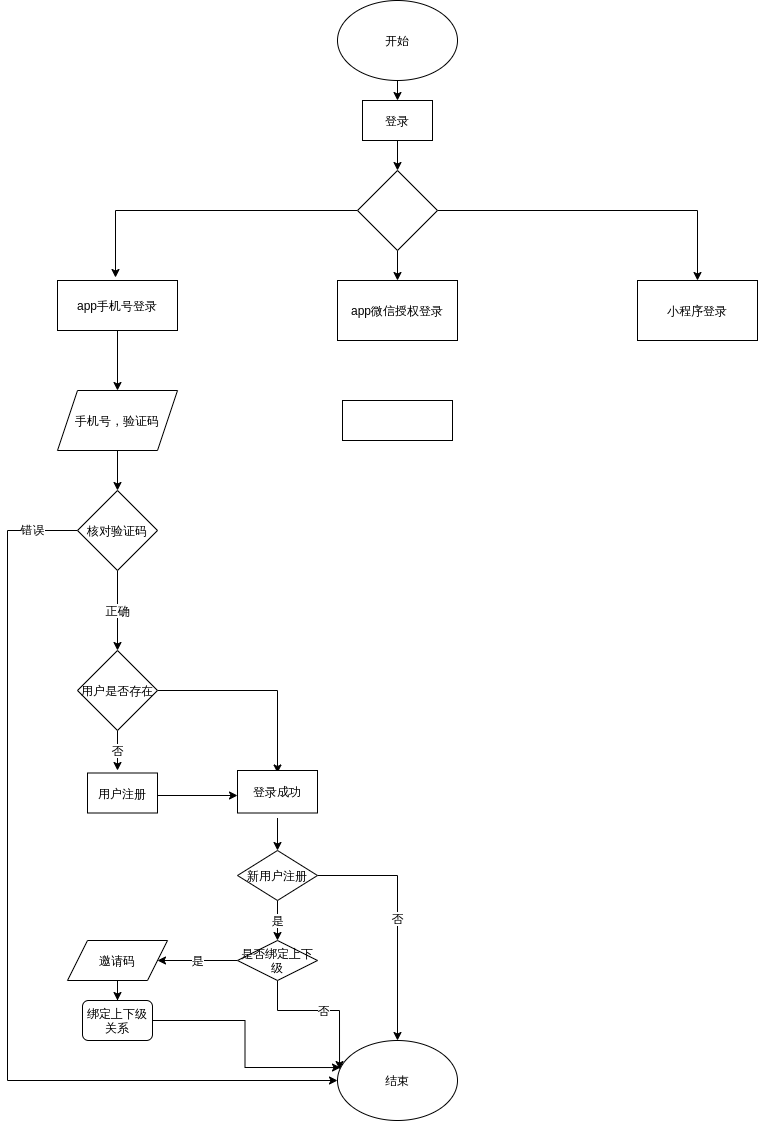 开始
登录
app手机号登录
app微信授权登录
小程序登录
手机号，验证码
错误
核对验证码
正确
用户是否存在
否
用户注册
登录成功
新用户注册
否
是
邀请码
是
是否绑定上下
级
绑定上下级
关系
否
结束